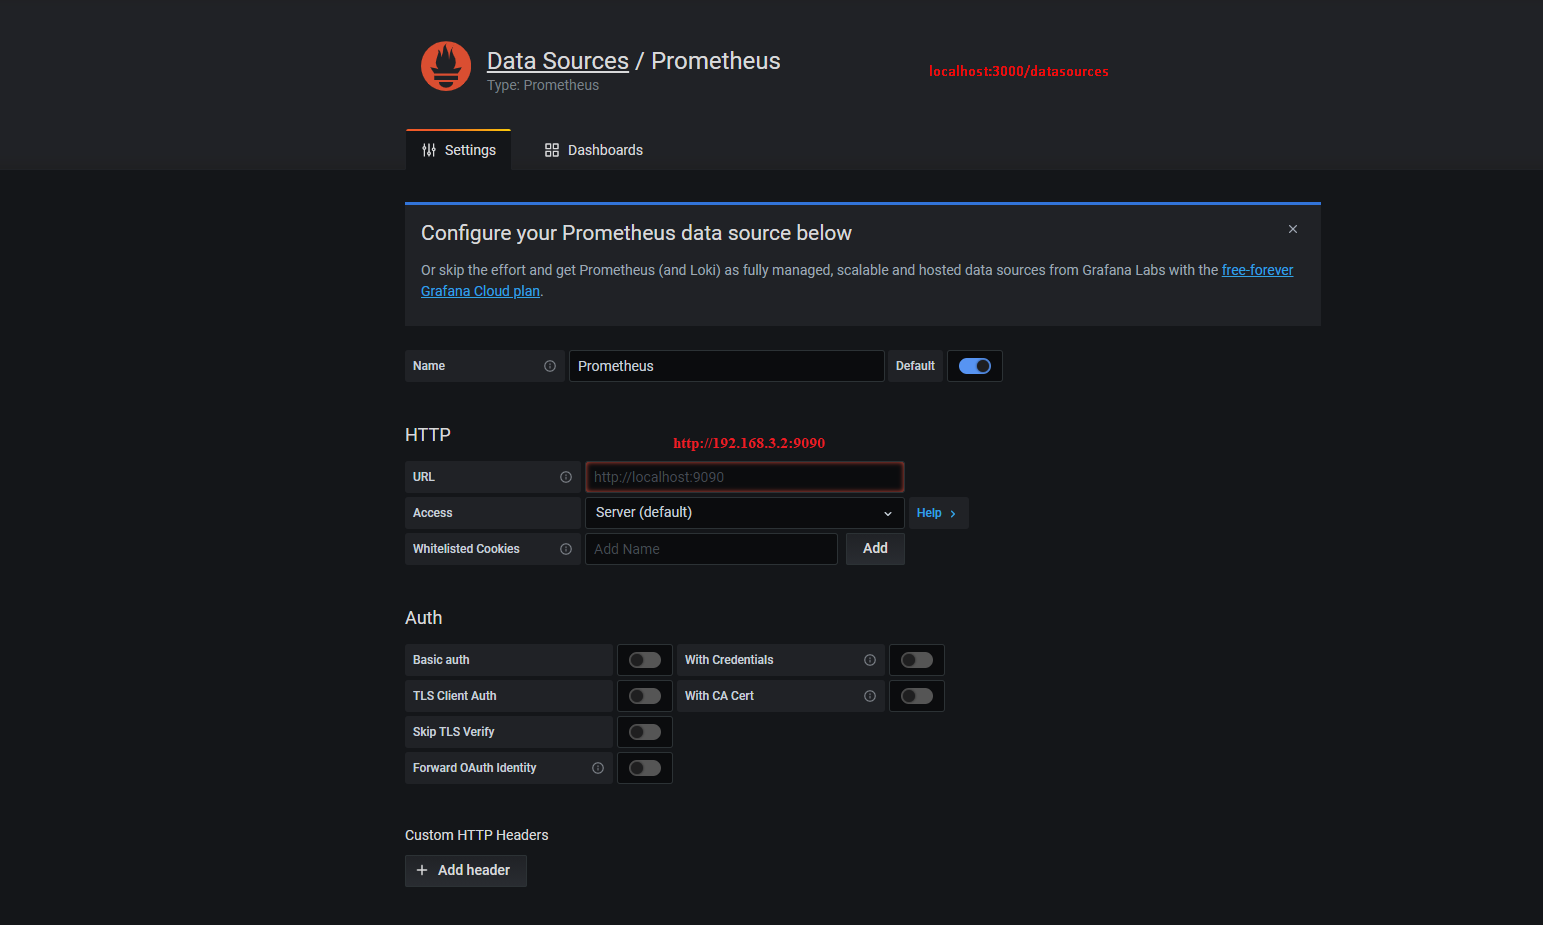 Data Sources / Prometheus
Type: Prometheus
localhost:3000/datasources
Settings
Dashboards
Configure your Prometheus data source below
Or skip the effort and get Prometheus (and Loki) as fully managed, scalable and hosted data sources from Grafana Labs with the free-forever
Grafana Cloud plan.
Name
Prometheus
Default
HTTP
http://192.168.3.2:9090
URL
http://localhost:9090
Access
Server (default)
Help
Whitelisted Cookies
Add Name
Add
Auth
Basic auth
With Credentials
TLS Client Auth
With CA Cert
Skip TLS Verify
Forward OAuth Identity
Custom HTTP Headers
Add header